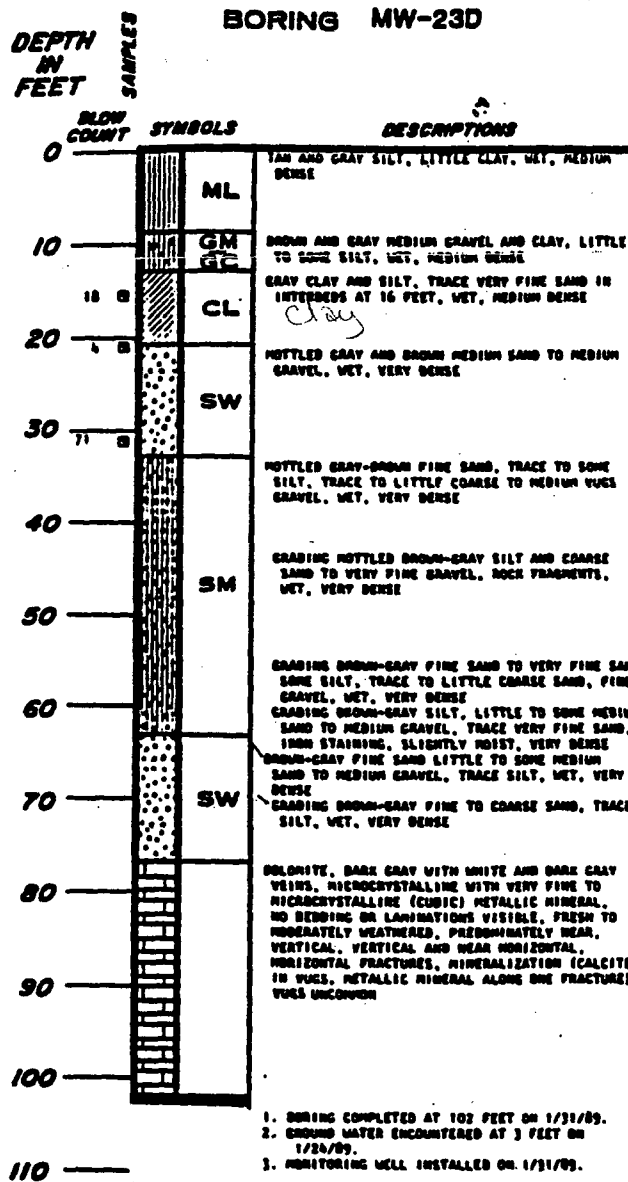 BORING MW-23D
DEPTH
IN
FEET
SAMPLES
BLOW
COUNT
SYMBOLS
DESCRIPTIONS
0
ML
TAN AND GRAY SILT, LITTLE CLAY, WET, MEDIUM
DENSE
10
GM
GC
BROWN AND GRAY MEDIUM GRAVEL AND CLAY, LITTLE
TO SOME SILT, WET, MEDIUM DENSE
18
CL
GRAY CLAY AND SILT, TRACE VERY FINE SAND IN
INTERBEDS AT 16 FEET, WET, MEDIUM DENSE
Clay
20
4
SW
MOTTLED GRAY AND BROWN MEDIUM SAND TO MEDIUM
GRAVEL, WET, VERY DENSE
30
71
MOTTLED GRAY-BROWN FINE SAND, TRACE TO SOME
SILT, TRACE TO LITTLE COARSE TO MEDIUM VUGS
GRAVEL, WET, VERY DENSE
40
SM
GRADING MOTTLED BROWN-GRAY SILT AND COARSE
SAND TO VERY FINE GRAVEL, ROCK FRAGMENTS,
WET, VERY DENSE
50
GRADING BROWN-GRAY FINE SAND TO VERY FINE SAN
SOME SILT, TRACE TO LITTLE COARSE SAND, FINE
GRAVEL, WET, VERY DENSE
60
GRADING BROWN-GRAY SILT, LITTLE TO SOME MEDIU
SAND TO MEDIUM GRAVEL, TRACE VERY FINE SAND,
IRON STAINING, SLIGHTLY MOIST, VERY DENSE
BROWN-GRAY FINE SAND LITTLE TO SOME MEDIUM
SAND TO MEDIUM GRAVEL, TRACE SILT, WET, VERY
DENSE
70
SW
GRADING BROWN-GRAY FINE TO COARSE SAND, TRACE
SILT, WET, VERY DENSE
80
DOLOMITE, DARK GRAY WITH WHITE AND DARK GRAY
VEINS, MICROCRYSTALLINE WITH VERY FINE TO
MICROCRYSTALLINE (CUBIC) METALLIC MINERAL,
NO BEDDING OR LAMINATIONS VISIBLE, FRESH TO
MODERATELY WEATHERED, PREDOMINATELY NEAR,
VERTICAL, VERTICAL AND NEAR HORIZONTAL,
HORIZONTAL FRACTURES, MINERALIZATION (CALCITE
IN VUGS, METALLIC MINERAL ALONG ONE FRACTURE)
VUGS UNCOMMON
90
100
1. BORING COMPLETED AT 102 FEET ON 1/31/89.
2. GROUND WATER ENCOUNTERED AT 3 FEET ON
1/24/89.
3. MONITORING WELL INSTALLED ON 1/31/89.
110